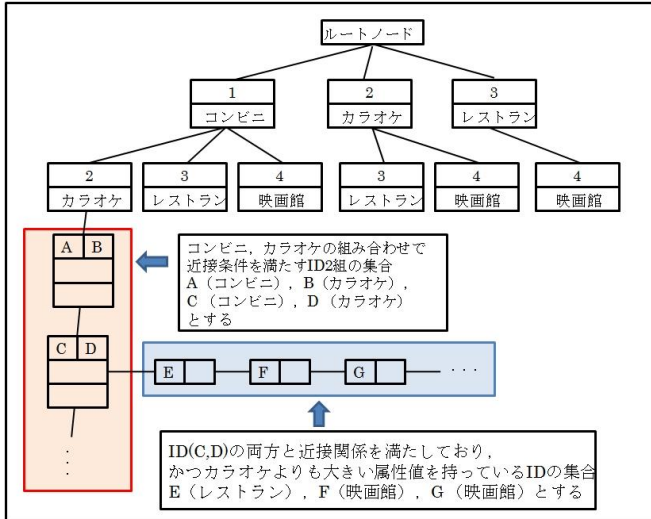 ルートノード
1
2
3
コンビニ
カラオケ
レストラン
2
3
4
3
4
4
カラオケ
レストラン
映画館
レストラン
映画館
映画館
A B
コンビニ,カラオケの組み合わせで
近接条件を満たすID2組の集合
A(コンビニ),B(カラオケ),
C(コンビニ),D(カラオケ)
とする
C D
E
F
G
・・・
ID(C,D)の両方と近接関係を満たしており,
かつカラオケよりも大きい属性値を持っているIDの集合
E(レストラン),F(映画館),G(映画館)とする